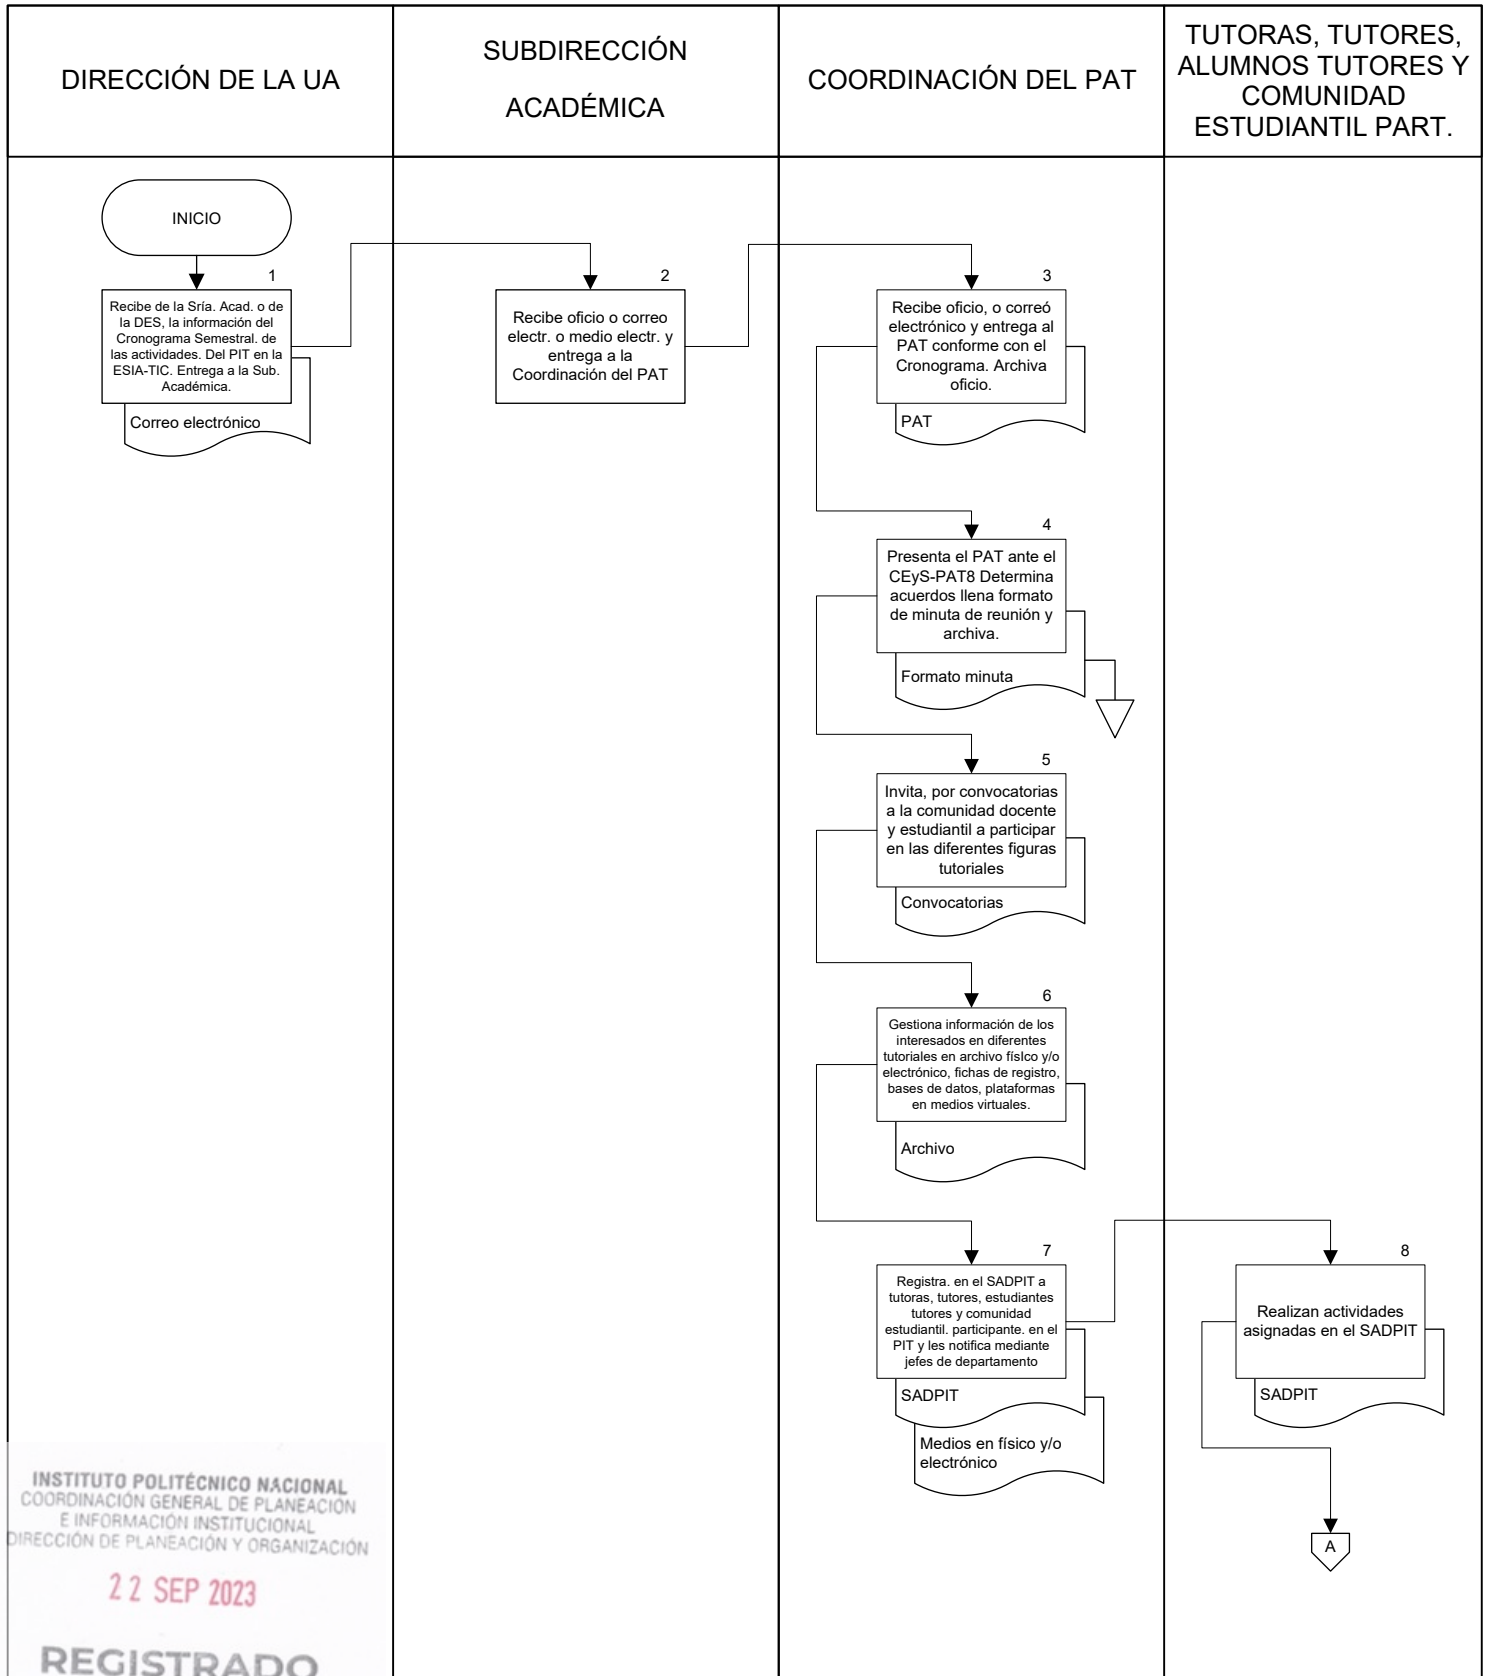 DIRECCIÓN DE LA UA
SUBDIRECCIÓN
ACADÉMICA
COORDINACIÓN DEL PAT
TUTORAS, TUTORES,
ALUMNOS TUTORES Y
COMUNIDAD
ESTUDIANTIL PART.
INICIO
1
Recibe de la Sría. Acad. o de
la DES, la información del
Cronograma Semestral. de
las actividades. Del PIT en la
ESIA-TIC. Entrega a la Sub.
Académica.
Correo electrónico
2
Recibe oficio o correo
electr. o medio electr. y
entrega a la
Coordinación del PAT
3
Recibe oficio, o correó
electrónico y entrega al
PAT conforme con el
Cronograma. Archiva
oficio.
PAT
4
Presenta el PAT ante el
CEyS-PAT8 Determina
acuerdos llena formato
de minuta de reunión y
archiva.
Formato minuta
5
Invita, por convocatorias
a la comunidad docente
y estudiantil a participar
en las diferentes figuras
tutoriales
Convocatorias
6
Gestiona información de los
interesados en diferentes
tutoriales en archivo físIco y/o
electrónico, fichas de registro,
bases de datos, plataformas
en medios virtuales.
Archivo
7
Registra. en el SADPIT a
tutoras, tutores, estudiantes
tutores y comunidad
estudiantil. participante. en el
PIT y les notifica mediante
jefes de departamento
SADPIT
Medios en físico y/o
electrónico
8
Realizan actividades
asignadas en el SADPIT
SADPIT
A
INSTITUTO POLITÉCNICO NACIONAL
COORDINACIÓN GENERAL DE PLANEACIÓN
E INFORMACIÓN INSTITUCIONAL
DIRECCIÓN DE PLANEACIÓN Y ORGANIZACIÓN
22 SEP 2023
REGISTRADO